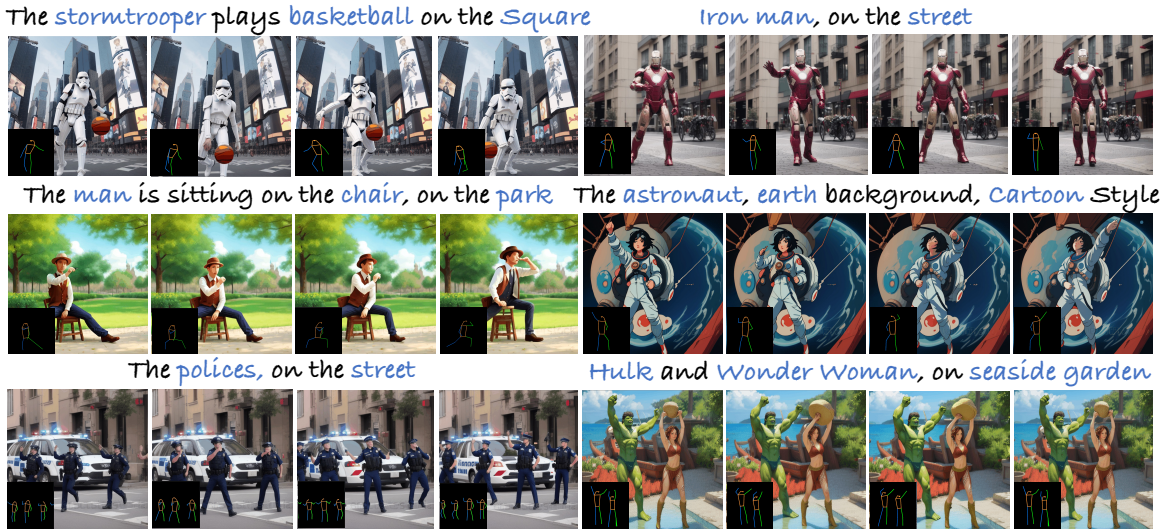 The stormtrooper plays basketball on the Square
Iron man, on the street
The man is sitting on the chair, on the park
The astronaut, earth background, Cartoon Style
The polices, on the street
Hulk and Wonder Woman, on seaside garden